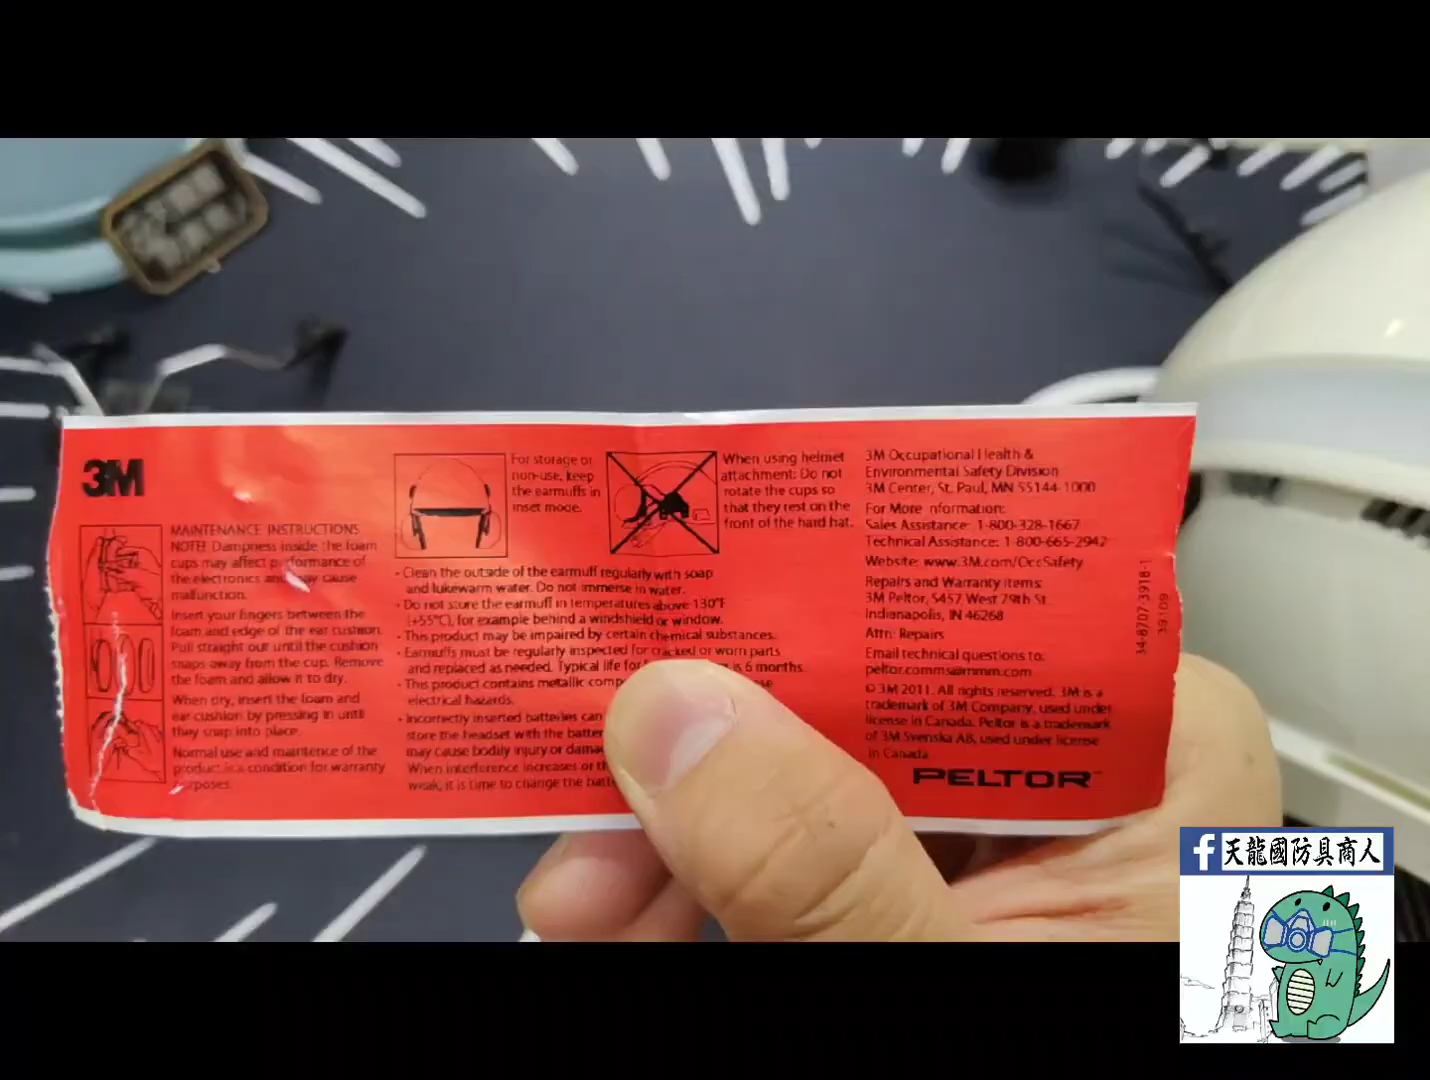 3M
MAINTENANCE INSTRUCTIONS
NOTE! Dampness inside the foam
cups may affect performance of
the electronics and may cause
malfunction.
Insert your fingers between the
foam and edge of the ear cushion.
Pull straight out until the cushion
snaps away from the cup. Remove
the foam and allow it to dry.
When dry, insert the foam and
ear cushion by pressing in until
they snap into place.
Normal use and maintence of the
product is a condition for warranty
purposes.
For storage or
non-use, keep
the earmuffs in
inset mode.
When using helmet
attachment: Do not
rotate the cups so
that they rest on the
front of the hard hat.
• Clean the outside of the earmuff regularly with soap
and lukewarm water. Do not immerse in water.
• Do not store the earmuff in temperatures above 130°F
(+55°C), for example behind a windshield or window.
• This product may be impaired by certain chemical substances.
• Earmuffs must be regularly inspected for cracked or worn parts
and replaced as needed. Typical life for is 6 months.
• This product contains metallic
electrical hazards.
• Incorrectly inserted batteries can
store the headset with the
may cause bodily injury or
When interference increases or
weak, it is time to change the
3M Occupational Health &
Environmental Safety Division
3M Center, St. Paul, MN 55144-1000
For More Information:
Sales Assistance: 1-800-328-1667
Technical Assistance: 1-800-665-2942
Website: www.3M.com/OccSafety
Repairs and Warranty items:
3M Peltor, 5457 West 79th St.
Indianapolis, IN 46268
Attn: Repairs
Email technical questions to:
peltor.comms@mmm.com
© 3M 2011. All rights reserved. 3M is a
trademark of 3M Company, used under
license in Canada. Peltor is a trademark
of 3M Svenska AB, used under license
in Canada
PELTOR™
34-8707-3918-1
39109
f 天龍國防具商人